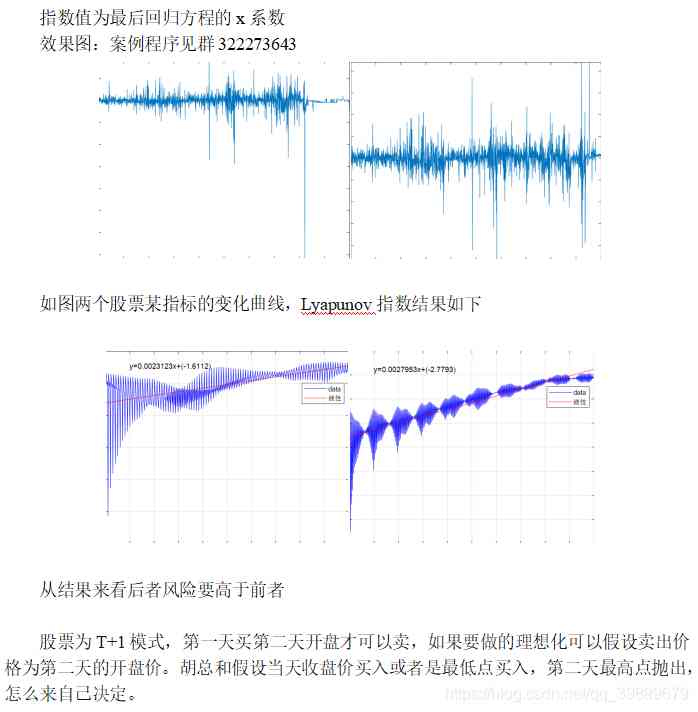 指数值为最后回归方程的 x 系数
效果图：案例程序见群 322273643
如图两个股票某指标的变化曲线，Lyapunov 指数结果如下
y=0.0023123x+(-1.6112)
data
线性
y=0.0027953x+(-2.7793)
data
线性
从结果来看后者风险要高于前者
股票为 T+1 模式，第一天买第二天开盘才可以卖，如果要做的理想化可以假设卖出价
格为第二天的开盘价。胡总和假设当天收盘价买入或者是最低点买入，第二天最高点抛出，
怎么来自己决定。
https://blog.csdn.net/qq_39899679